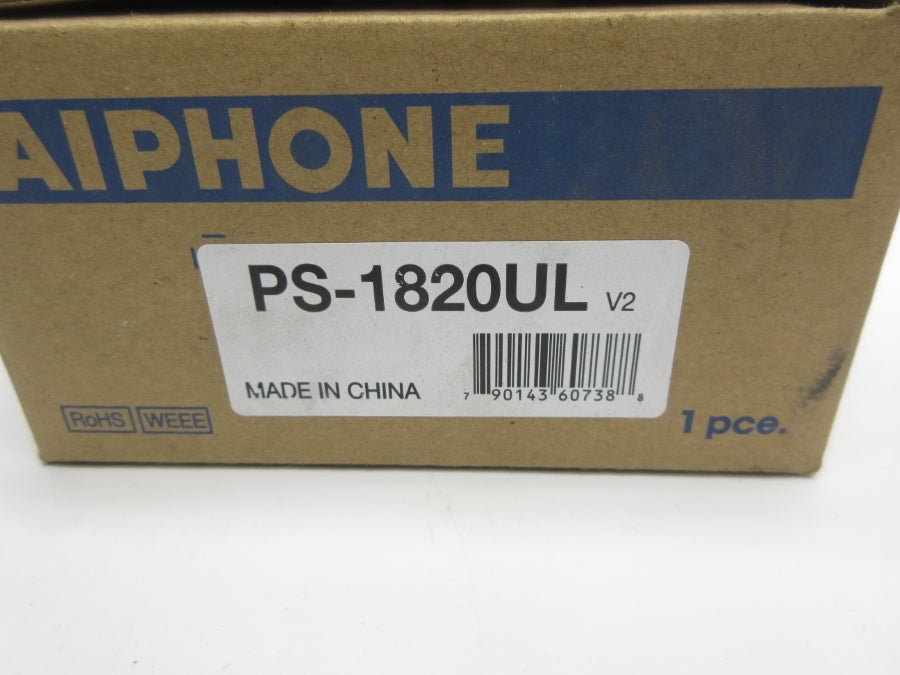 AIPHONE
PS-1820UL V2
MADE IN CHINA
7 90143 60738 8
RoHS WEEE
1 pce.